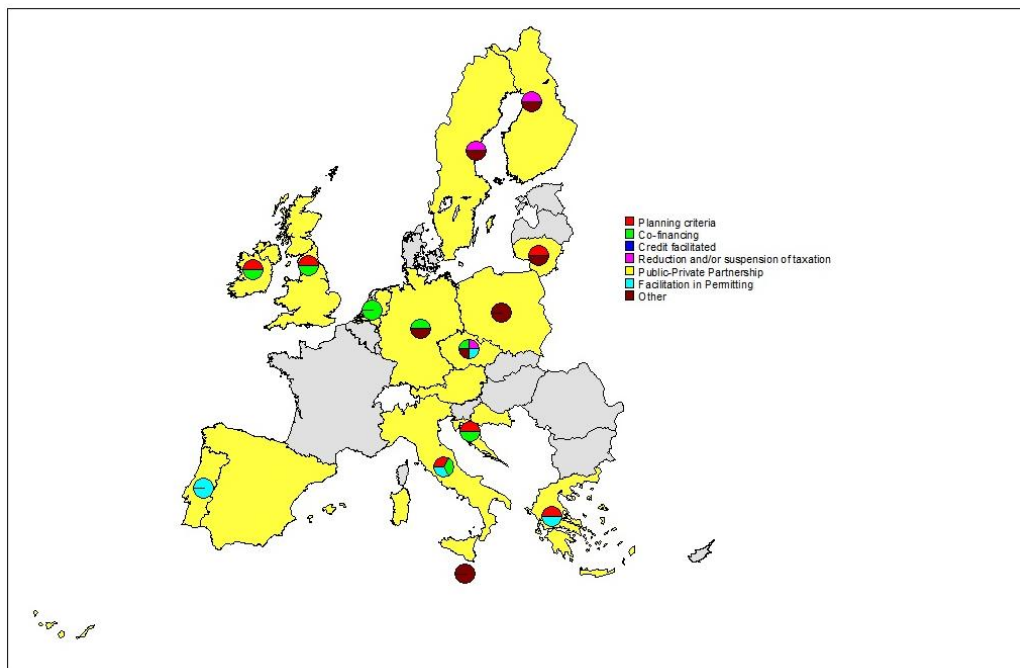 Planning criteria
Co-financing
Credit facilitated
Reduction and/or suspension of taxation
Public-Private Partnership
Facilitation in Permitting
Other